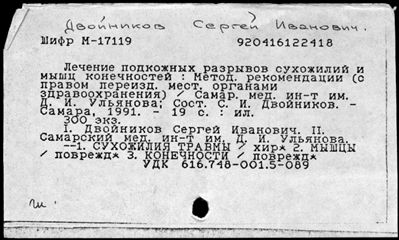 Двойников Сергей Иванович.
Шифр М-17119 920416122418
Лечение подкожных разрывов сухожилий и
мышц конечностей : Метод. рекомендации (с
правом переизд. мест. органами
здравоохранения) / Самар. мед. ин-т им.
Д. И. Ульянова; Сост. С. И. Двойников. -
Самара, 1991. - 19 с. : ил.
300 экз.
I. Двойников Сергей Иванович. II.
Самарский мед. ин-т им. Д. И. Ульянова.
--1. СУХОЖИЛИЯ ТРАВМЫ / хир* 2. МЫШЦЫ
/ поврежд* 3. КОНЕЧНОСТИ / поврежд*
УДК 616.748-001.5-089